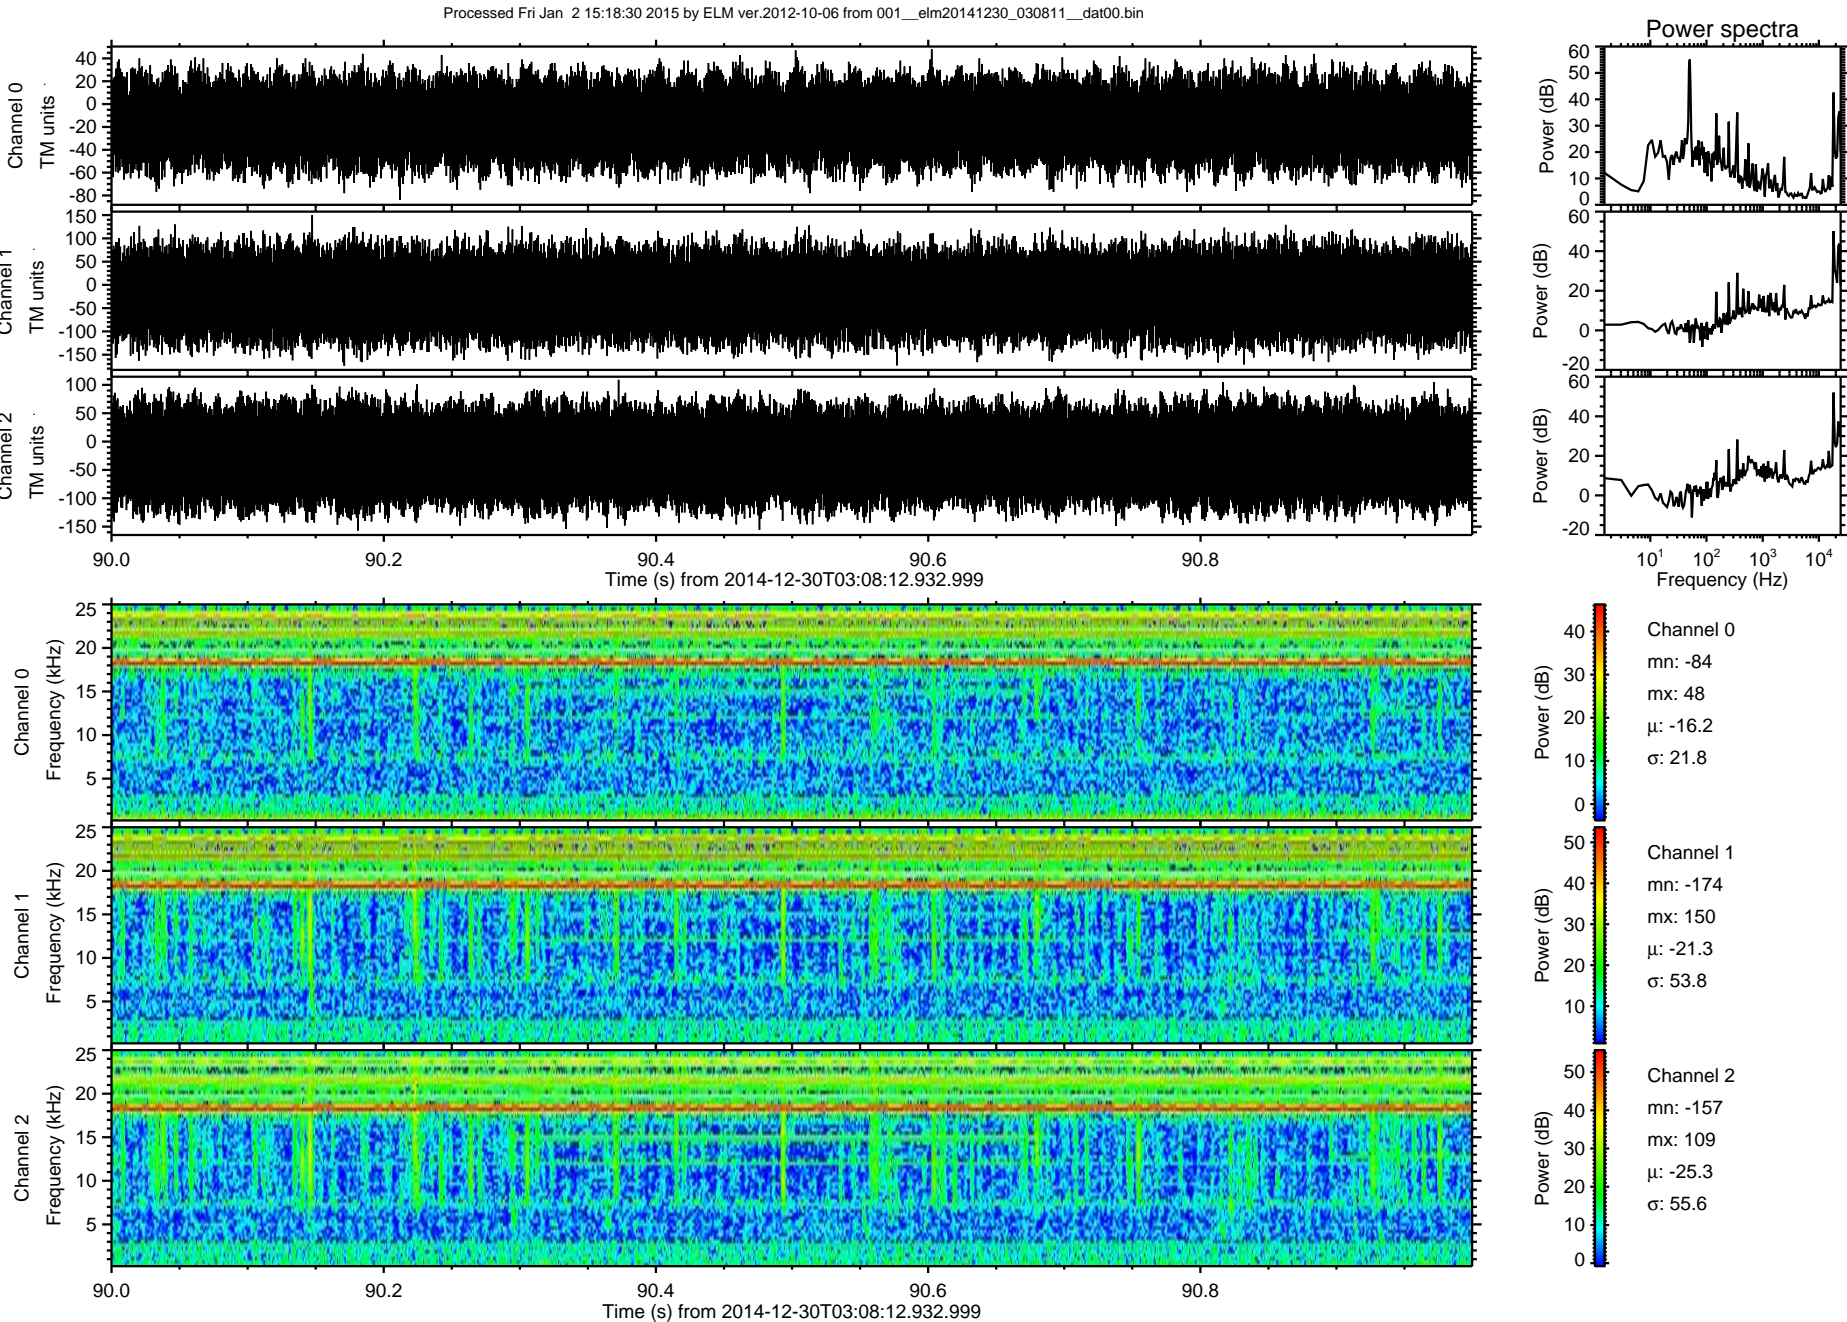 Processed Fri Jan  2 15:18:30 2015 by ELM ver.2012-10-06 from 001__elm20141230_030811__dat00.bin
Power spectra
Channel 0
TM units
40
20
0
-20
-40
-60
-80
Power (dB)
60
50
40
30
20
10
0
Channel 1
TM units
150
100
50
0
-50
-100
-150
Power (dB)
60
40
20
0
-20
Channel 2
TM units
100
50
0
-50
-100
-150
Power (dB)
60
40
20
0
-20
90.0 90.2 90.4 90.6 90.8
Time (s) from 2014-12-30T03:08:12.932.999
10¹ 10² 10³ 10⁴
Frequency (Hz)
Channel 0
Frequency (kHz)
25
20
15
10
5
Power (dB)
40
30
20
10
0
Channel 0
mn: -84
mx: 48
μ: -16.2
σ: 21.8
Channel 1
Frequency (kHz)
25
20
15
10
5
Power (dB)
50
40
30
20
10
Channel 1
mn: -174
mx: 150
μ: -21.3
σ: 53.8
Channel 2
Frequency (kHz)
25
20
15
10
5
Power (dB)
50
40
30
20
10
0
Channel 2
mn: -157
mx: 109
μ: -25.3
σ: 55.6
90.0 90.2 90.4 90.6 90.8
Time (s) from 2014-12-30T03:08:12.932.999